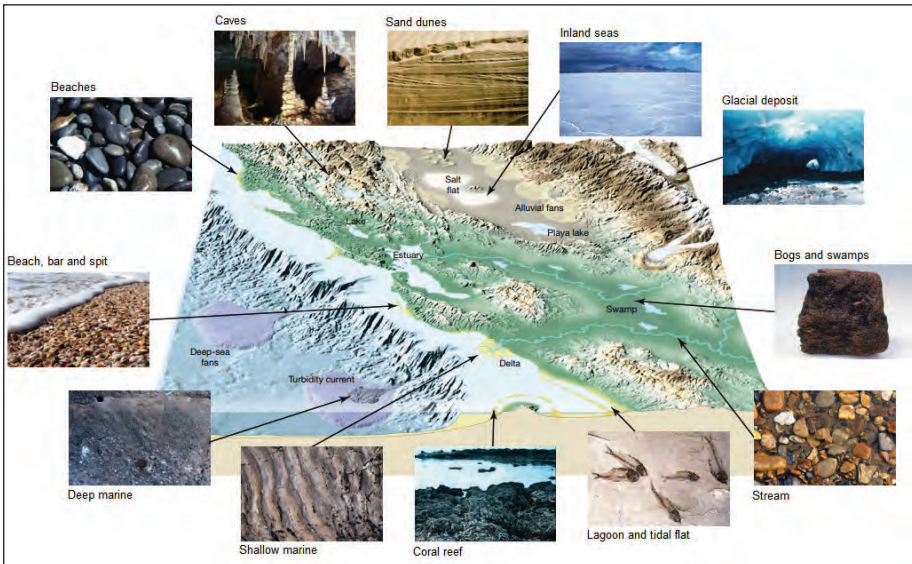 Caves
Sand dunes
Inland seas
Beaches
Glacial deposit
Salt
flat
Alluvial fans
Lake
Playa lake
Estuary
Beach, bar and spit
Bogs and swamps
Swamp
Deep-sea
fans
Delta
Turbidity current
Deep marine
Stream
Shallow marine
Coral reef
Lagoon and tidal flat